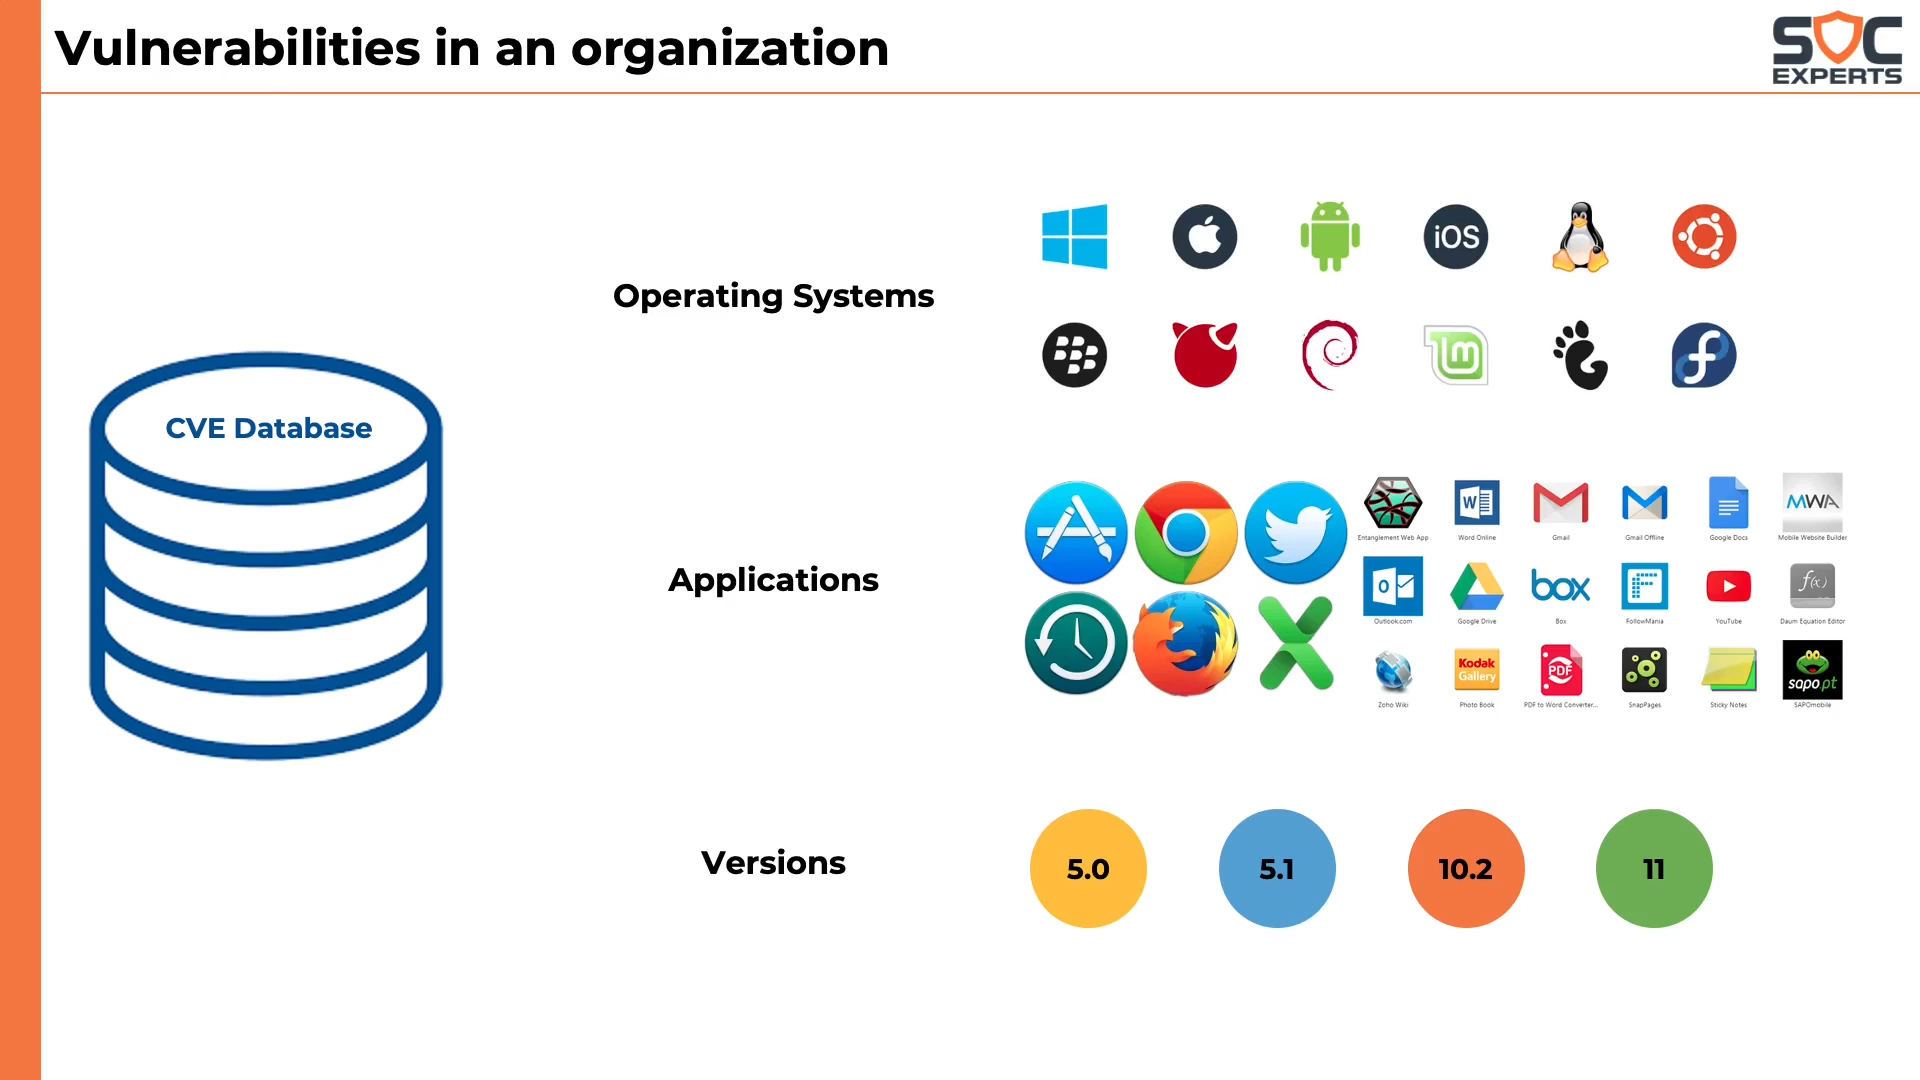 Vulnerabilities in an organization
SOC
EXPERTS
CVE Database
Operating Systems
iOS
lm
Applications
Entanglement Web App
W
Word Online
Gmail
Gmail Offline
Google Docs
MWA
Mobile Website Builder
O
Outlook.com
Google Drive
box
Box
FollowMania
YouTube
f(x)
Daum Equation Editor
Zoho Wiki
Kodak
Gallery
Photo Book
PDF
PDF to Word Converter...
SnapPages
Sticky Notes
sapo.pt
SAPOmobile
Versions
5.0
5.1
10.2
11